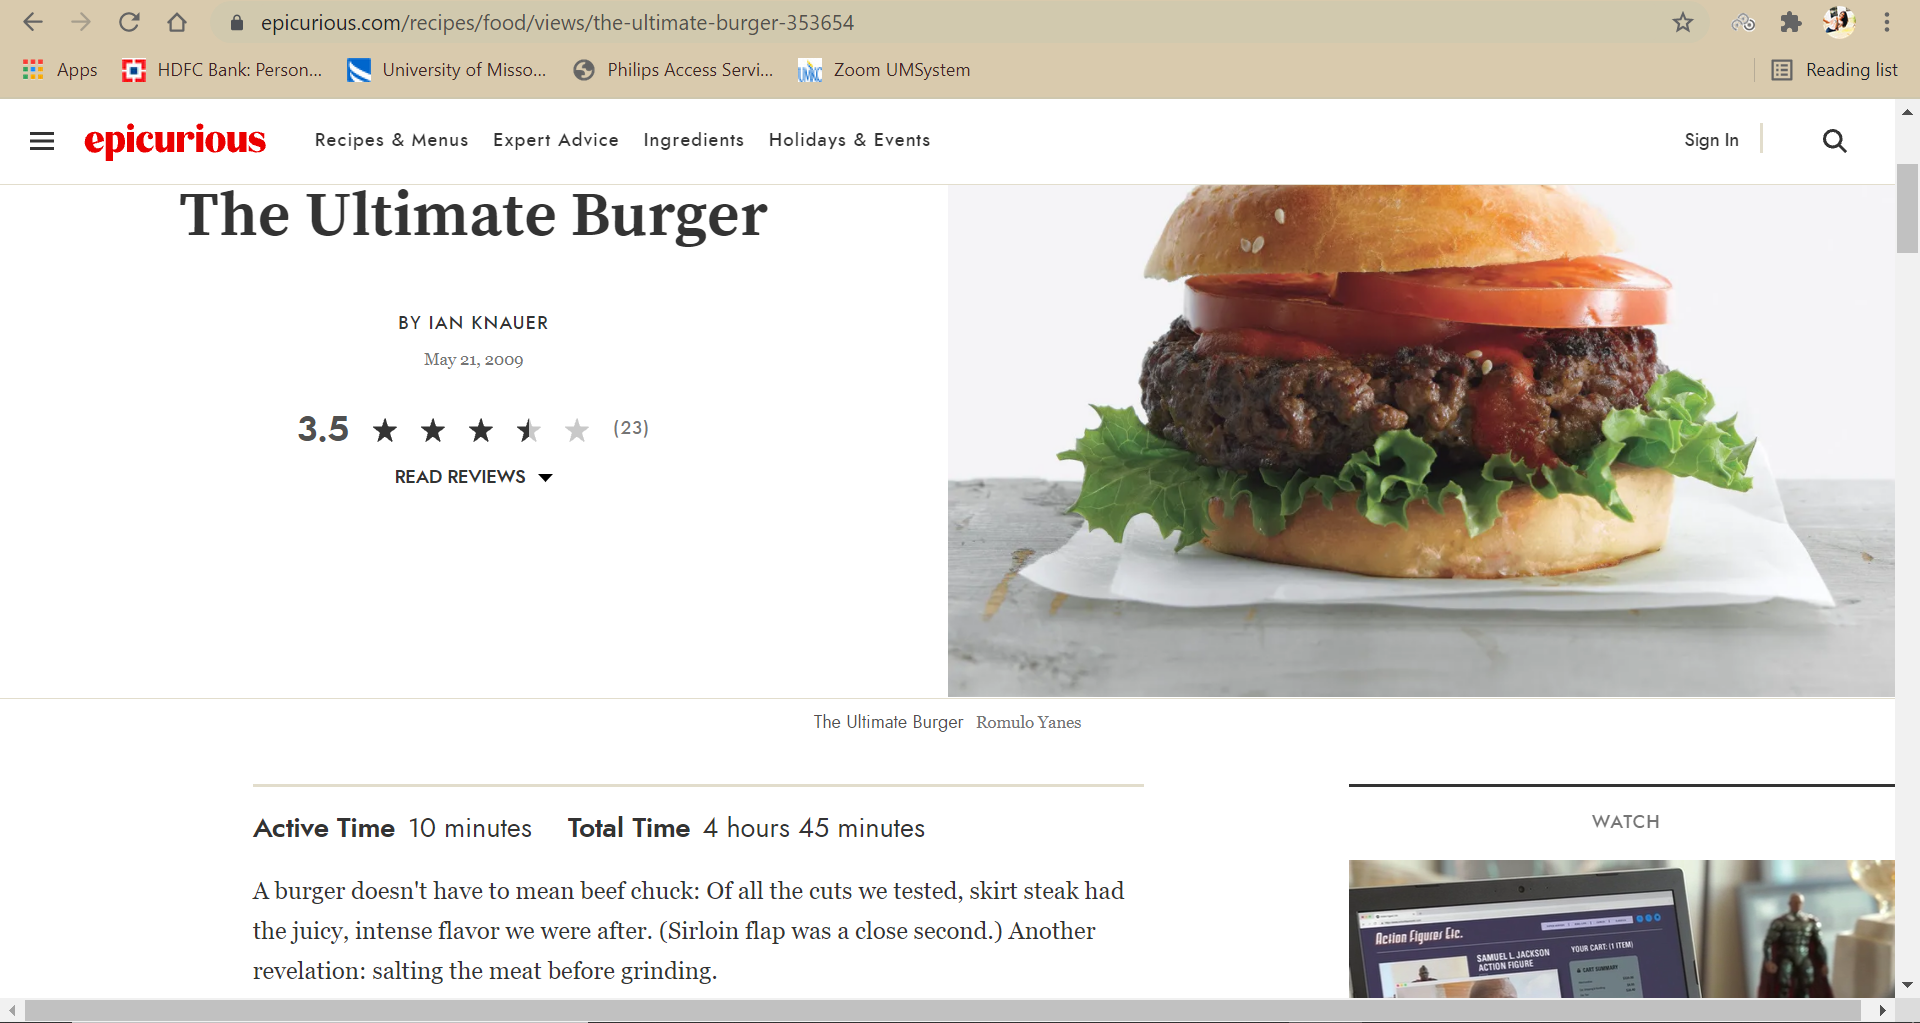 epicurious.com/recipes/food/views/the-ultimate-burger-353654
Apps HDFC Bank: Person... University of Misso... Philips Access Servi... UMKC Zoom UMSystem Reading list
epicurious Recipes & Menus Expert Advice Ingredients Holidays & Events Sign In
The Ultimate Burger
BY IAN KNAUER
May 21, 2009
3.5 (23)
READ REVIEWS
The Ultimate Burger Romulo Yanes
Active Time 10 minutes Total Time 4 hours 45 minutes
A burger doesn't have to mean beef chuck: Of all the cuts we tested, skirt steak had
the juicy, intense flavor we were after. (Sirloin flap was a close second.) Another
revelation: salting the meat before grinding.
WATCH
Action Figures Etc.
SAMUEL L. JACKSON
ACTION FIGURE
YOUR CART: (1 ITEM)
CART SUMMARY